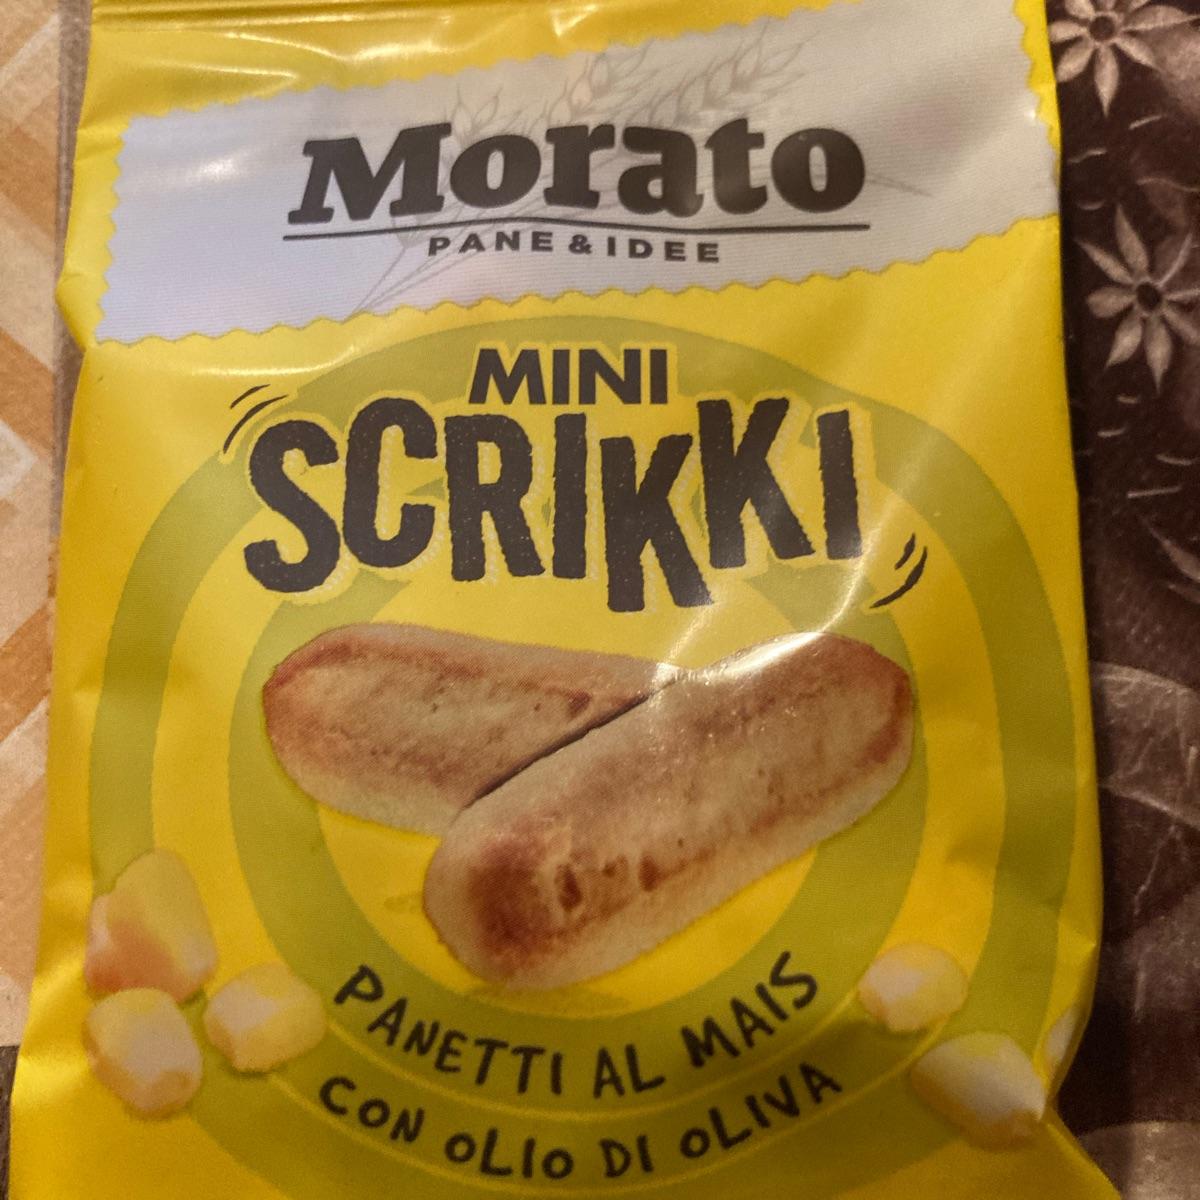 Morato
PANE & IDEE
MINI
SCRIKKI
PANETTI AL MAIS
CON OLIO DI OLIVA